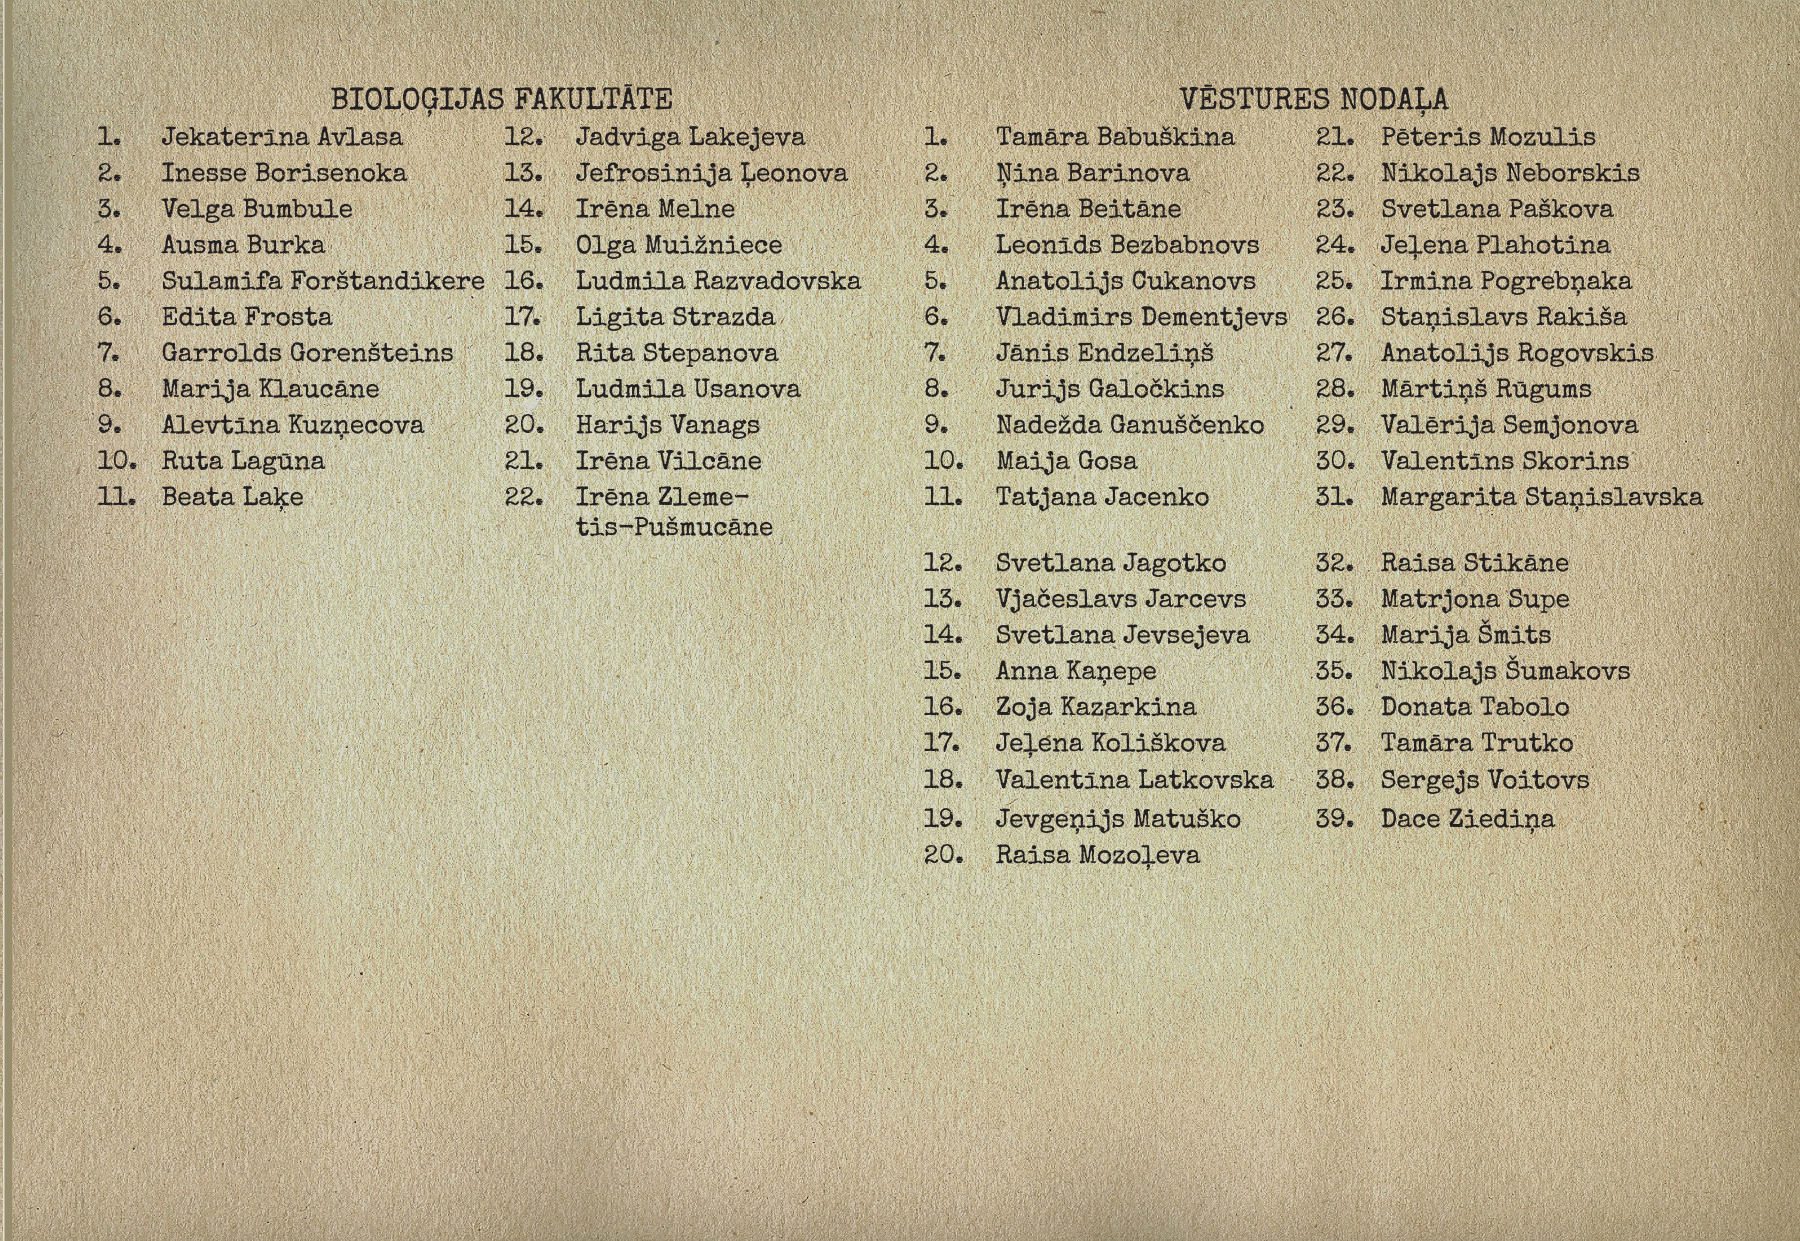 BIOLOĢIJAS FAKULTĀTE
1. Jekaterīna Avlasa
2. Inesse Borisenoka
3. Velga Bumbule
4. Ausma Burka
5. Sulamifa Forštandikere
6. Edita Frosta
7. Garrolds Gorenšteins
8. Marija Klaucāne
9. Alevtīna Kuzņecova
10. Ruta Lagūna
11. Beata Laķe
12. Jadviga Lakejeva
13. Jefrosinija Ļeonova
14. Irēna Melne
15. Olga Muižniece
16. Ludmila Razvadovska
17. Ligita Strazda
18. Rita Stepanova
19. Ludmila Usanova
20. Harijs Vanags
21. Irēna Vilcāne
22. Irēna Zleme-
tis-Pušmucāne
VĒSTURES NODAĻA
1. Tamāra Babuškina
2. Ņina Barinova
3. Irēna Beitāne
4. Leonīds Bezbabnovs
5. Anatolijs Cukanovs
6. Vladimirs Dementjevs
7. Jānis Endzeliņš
8. Jurijs Galočkins
9. Nadežda Ganuščenko
10. Maija Gosa
11. Tatjana Jacenko
12. Svetlana Jagotko
13. Vjačeslavs Jarcevs
14. Svetlana Jevsejeva
15. Anna Kaņepe
16. Zoja Kazarkina
17. Jeļena Koliškova
18. Valentīna Latkovska
19. Jevgeņijs Matuško
20. Raisa Mozoļeva
21. Pēteris Mozulis
22. Nikolajs Neborskis
23. Svetlana Paškova
24. Jeļena Plahotina
25. Irmina Pogrebņaka
26. Staņislavs Rakiša
27. Anatolijs Rogovskis
28. Mārtiņš Rūgums
29. Valērija Semjonova
30. Valentīns Skorins
31. Margarita Staņislavska
32. Raisa Stikāne
33. Matrjona Supe
34. Marija Šmits
35. Nikolajs Šumakovs
36. Donata Tabolo
37. Tamāra Trutko
38. Sergejs Voitovs
39. Dace Ziediņa